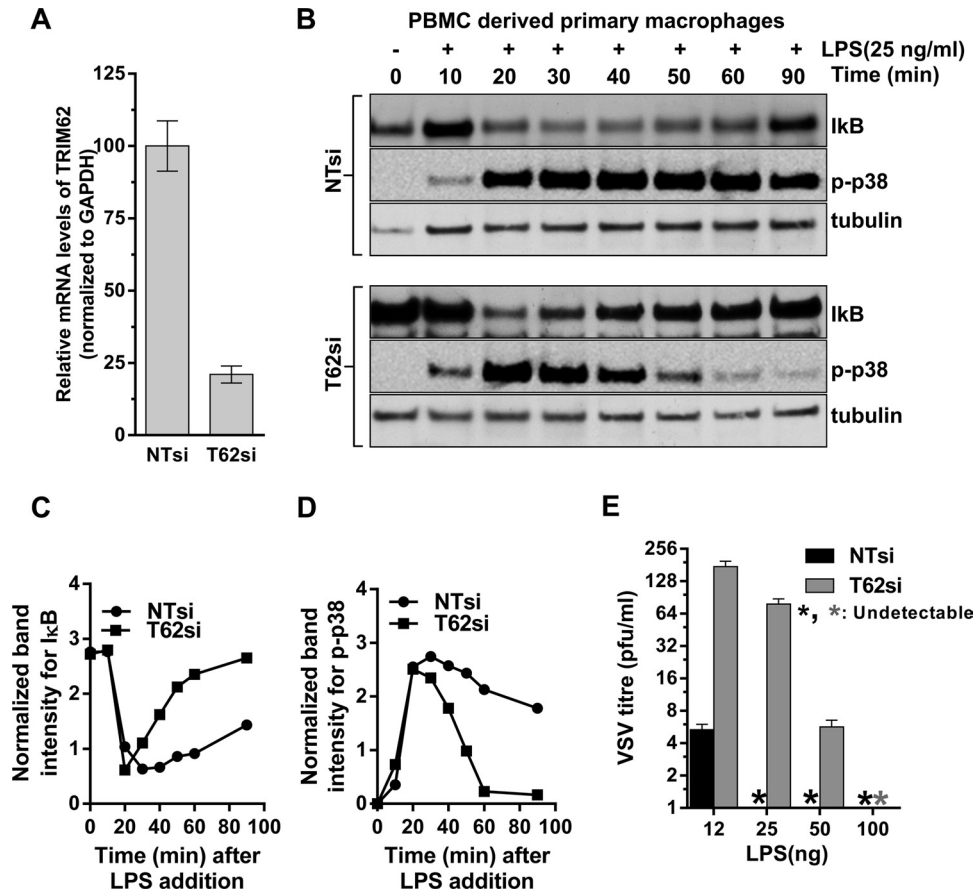 A
Relative mRNA levels of TRIM62
(normalized to GAPDH)
125
100
75
50
25
0
NTsi T62si
B
PBMC derived primary macrophages
- + + + + + + + LPS(25 ng/ml)
0 10 20 30 40 50 60 90 Time (min)
NTsi
IkB
p-p38
tubulin
T62si
IkB
p-p38
tubulin
C
Normalized band
intensity for IκB
4
3
2
1
0
NTsi
T62si
0 20 40 60 80 100
Time (min) after
LPS addition
D
Normalized band
intensity for p-p38
4
3
2
1
0
NTsi
T62si
0 20 40 60 80 100
Time (min) after
LPS addition
E
VSV titre (pfu/ml)
256
128
64
32
16
8
4
2
1
NTsi
T62si
*, *: Undetectable
* * **
12 25 50 100
LPS(ng)